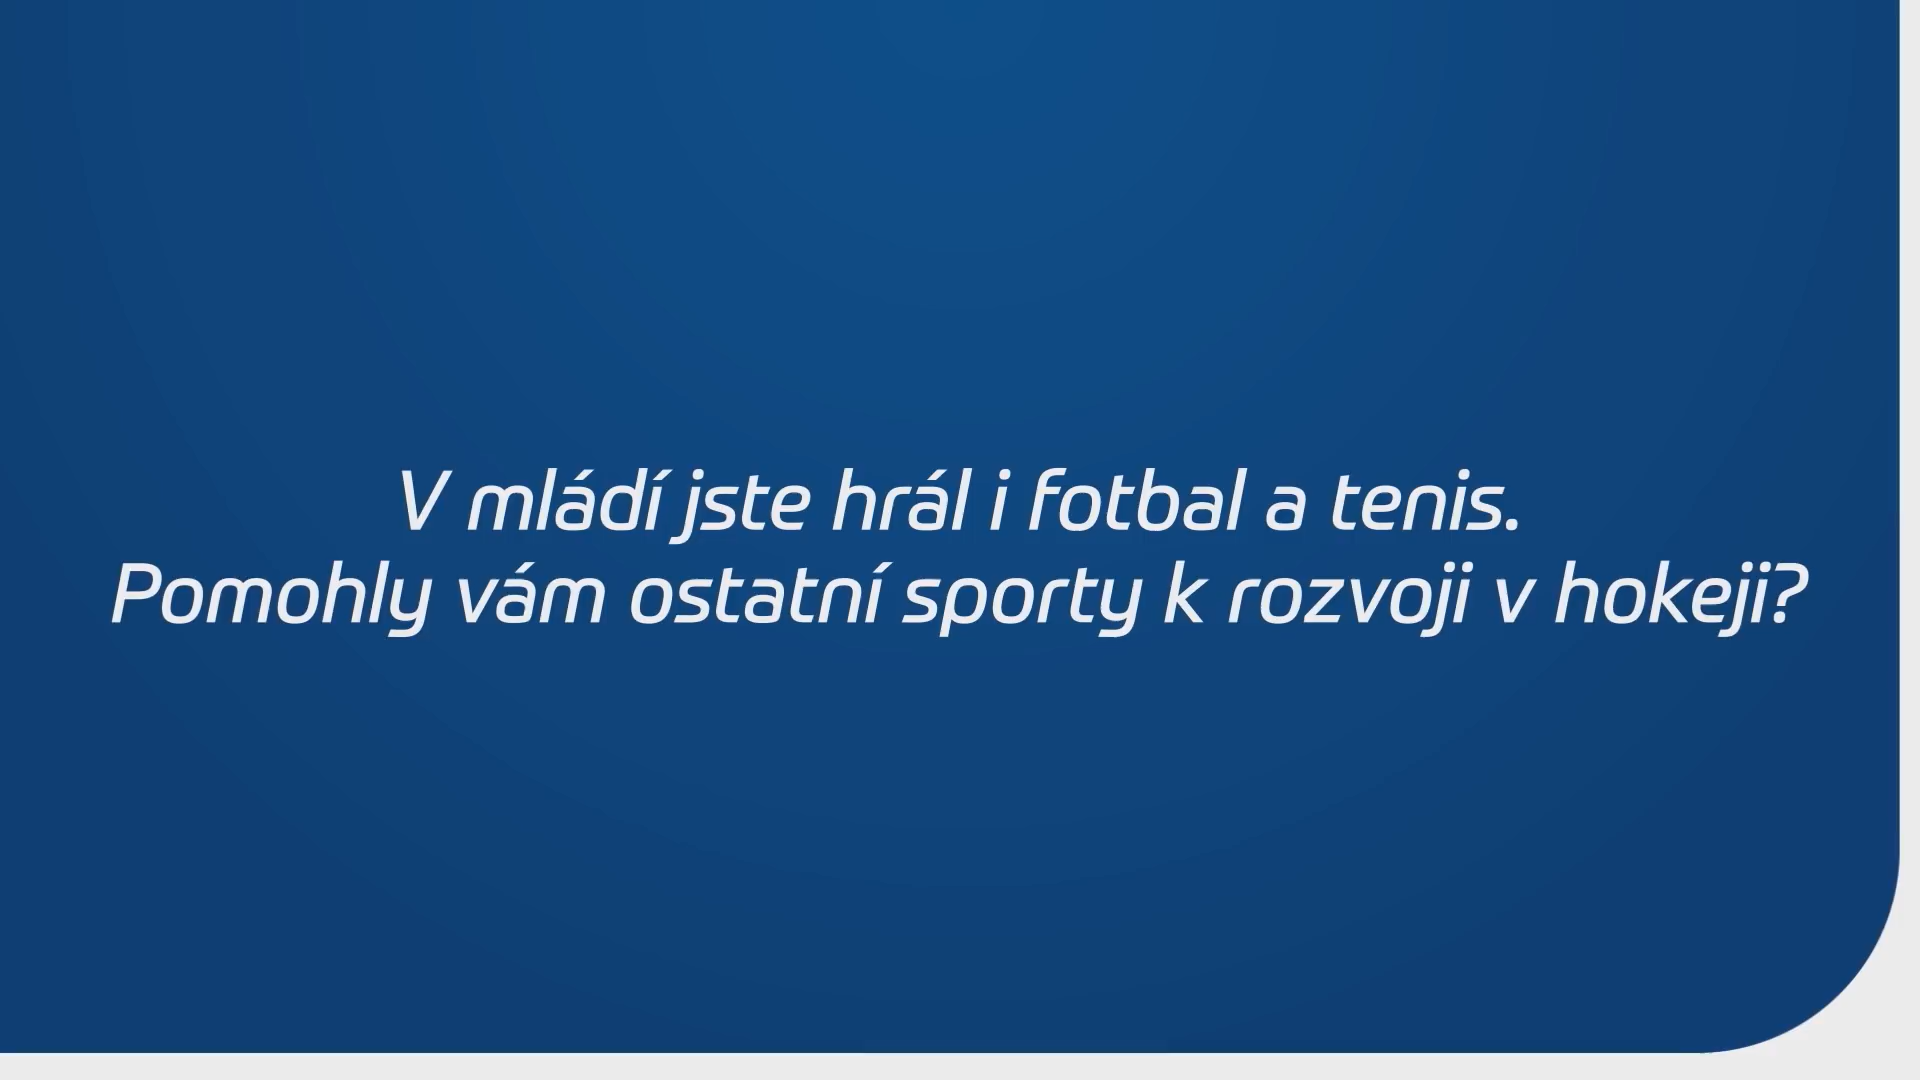 V mládí jste hrál i fotbal a tenis.
Pomohly vám ostatní sporty k rozvoji v hokeji?